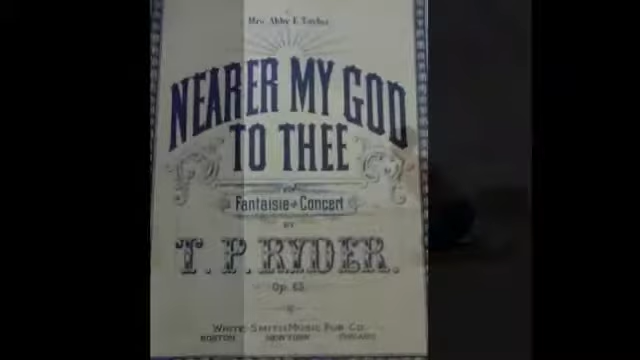 Mrs. Abby E. Taylor
NEARER MY GOD
TO THEE
Fantaisie - Concert
BY
T. P. RYDER.
Op. 63
WHITE-SMITH MUSIC PUB. CO.
BOSTON NEW YORK CHICAGO